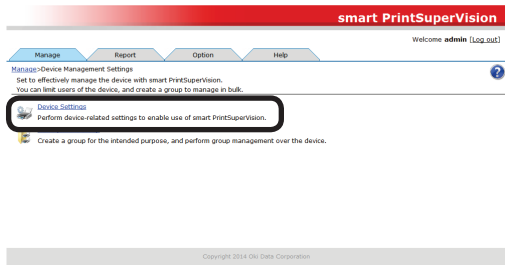 smart PrintSuperVision
Welcome admin [Log out]
Manage Report Option Help
Manage>Device Management Settings
Set to effectively manage the device with smart PrintSuperVision.
You can limit users of the device, and create a group to manage in bulk.
Device Settings
Perform device-related settings to enable use of smart PrintSuperVision.
Create a group for the intended purpose, and perform group management over the device.
Copyright 2014 Oki Data Corporation